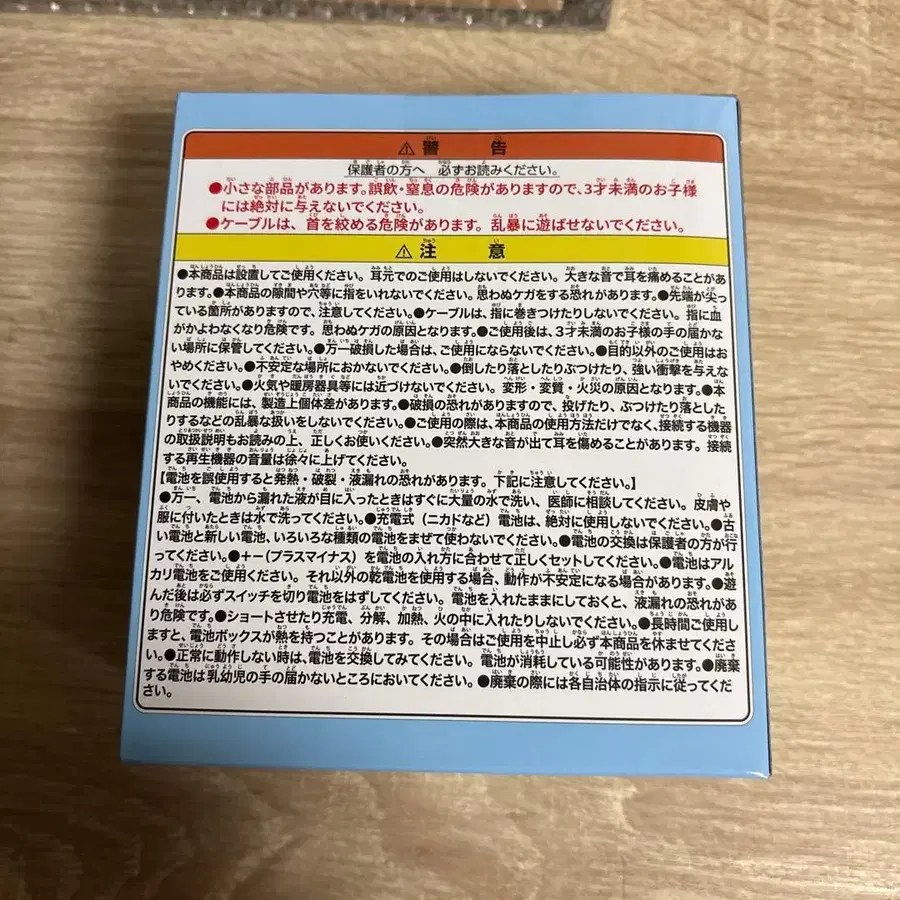 ⚠警告
保護者の方へ 必ずお読みください。
●小さな部品があります。誤飲・窒息の危険がありますので、3才未満のお子様
には絶対に与えないでください。
●ケーブルは、首を絞める危険があります。乱暴に遊ばせないでください。
⚠注意
●本商品は設置してご使用ください。耳元でのご使用はしないでください。大きな音で耳を痛めることがあ
ります。●本商品の隙間や穴等に指をいれないでください。思わぬケガをする恐れがあります。●先端が尖っ
ている箇所がありますので、注意してください。●ケーブルは、指に巻きつけたりしないでください。指に血
がかよわなくなり危険です。思わぬケガの原因となります。●ご使用後は、3才未満のお子様の手の届かな
い場所に保管してください。●万一破損した場合は、ご使用にならないでください。●目的以外のご使用はお
やめください。●不安定な場所におかないでください。●倒したり落としたりぶつけたり、強い衝撃を与えな
いでください。●火気や暖房器具等には近づけないでください。変形・変質・火災の原因となります。●本
商品の機能には、製造上個体差があります。●破損の恐れがありますので、投げたり、ぶつけたり落とした
りするなどの乱暴な扱いをしないでください。●ご使用の際は、本商品の使用方法だけでなく、接続する機器
の取扱説明もお読みの上、正しくお使いください。●突然大きな音が出て耳を傷めることがあります。接続
する再生機器の音量は徐々に上げてください。
【電池を誤使用すると発熱・破裂・液漏れの恐れがあります。下記に注意してください。】
●万一、電池から漏れた液が目に入ったときはすぐに大量の水で洗い、医師に相談してください。皮膚や
服に付いたときは水で洗ってください。●充電式(ニカドなど)電池は、絶対に使用しないでください。●古
い電池と新しい電池、いろいろな種類の電池をまぜて使わないでください。●電池の交換は保護者の方が行
ってください。●+-(プラスマイナス)を電池の入れ方に合わせて正しくセットしてください。●電池はアル
カリ電池をご使用ください。それ以外の乾電池を使用する場合、動作が不安定になる場合があります。●遊
んだ後は必ずスイッチを切り電池をはずしてください。電池を入れたままにしておくと、液漏れの恐れがあ
り危険です。●ショートさせたり充電、分解、加熱、火の中に入れたりしないでください。●長時間ご使用し
ますと、電池ボックスが熱を持つことがあります。その場合はご使用を中止し必ず本商品を休ませてください。
●正常に動作しない時は、電池を交換してみてください。電池が消耗している可能性があります。●廃棄
する電池は乳幼児の手の届かないところにおいてください。●廃棄の際には各自治体の指示に従ってくだ
さい。